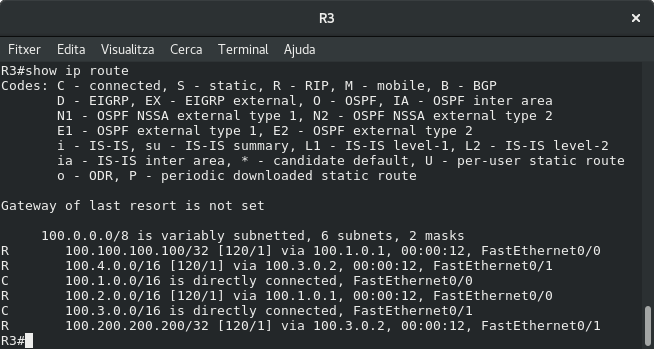 R3
Fitxer Edita Visualitza Cerca Terminal Ajuda
R3#show ip route
Codes: C - connected, S - static, R - RIP, M - mobile, B - BGP
       D - EIGRP, EX - EIGRP external, O - OSPF, IA - OSPF inter area
       N1 - OSPF NSSA external type 1, N2 - OSPF NSSA external type 2
       E1 - OSPF external type 1, E2 - OSPF external type 2
       i - IS-IS, su - IS-IS summary, L1 - IS-IS level-1, L2 - IS-IS level-2
       ia - IS-IS inter area, * - candidate default, U - per-user static route
       o - ODR, P - periodic downloaded static route
Gateway of last resort is not set
     100.0.0.0/8 is variably subnetted, 6 subnets, 2 masks
R       100.100.100.100/32 [120/1] via 100.1.0.1, 00:00:12, FastEthernet0/0
R       100.4.0.0/16 [120/1] via 100.3.0.2, 00:00:12, FastEthernet0/1
C       100.1.0.0/16 is directly connected, FastEthernet0/0
R       100.2.0.0/16 [120/1] via 100.1.0.1, 00:00:12, FastEthernet0/0
C       100.3.0.0/16 is directly connected, FastEthernet0/1
R       100.200.200.200/32 [120/1] via 100.3.0.2, 00:00:12, FastEthernet0/1
R3#